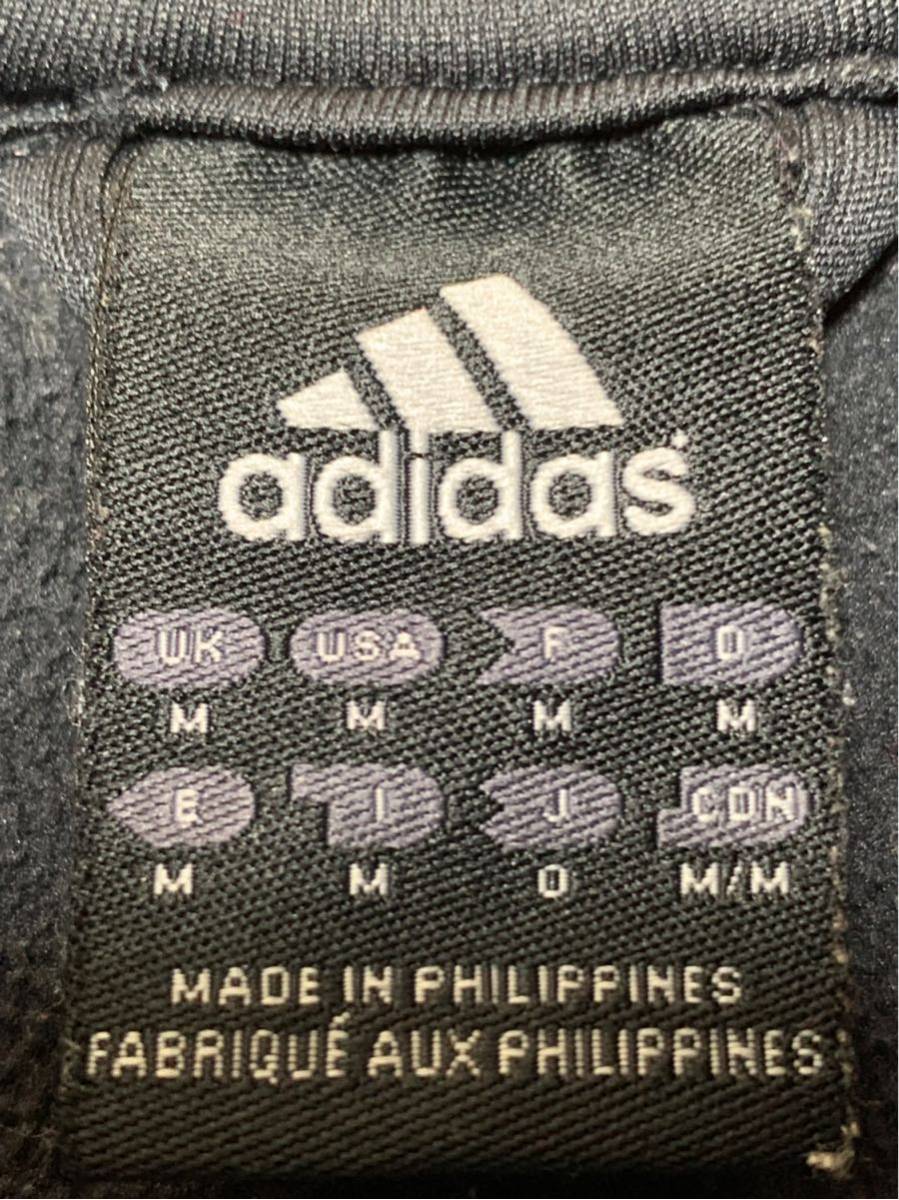 adidas
UK USA F D
M M M M
E I J CDN
M M O M/M
MADE IN PHILIPPINES
FABRIQUÉ AUX PHILIPPINES